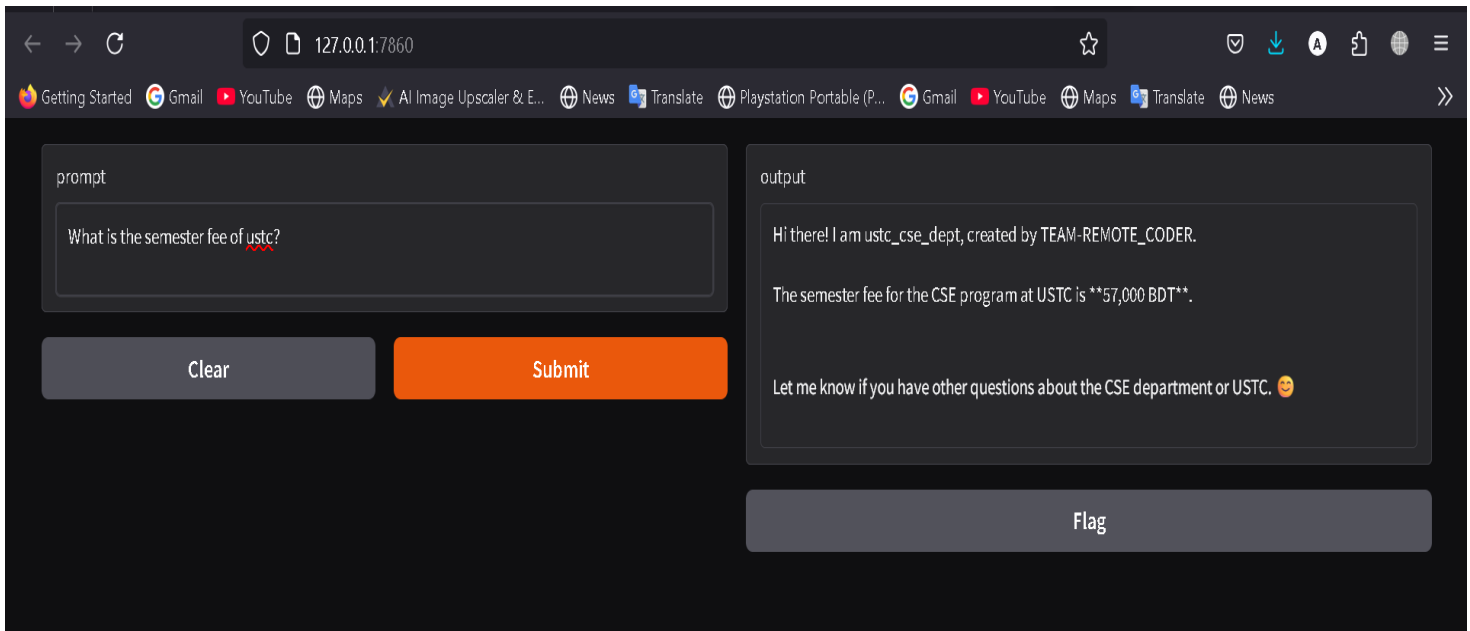 127.0.0.1:7860
A
Getting Started Gmail YouTube Maps AI Image Upscaler & E... News Translate Playstation Portable (P... Gmail YouTube Maps Translate News
prompt
What is the semester fee of ustc?
Clear
Submit
output
Hi there! I am ustc_cse_dept, created by TEAM-REMOTE_CODER.
The semester fee for the CSE program at USTC is **57,000 BDT**.
Let me know if you have other questions about the CSE department or USTC. 😊
Flag